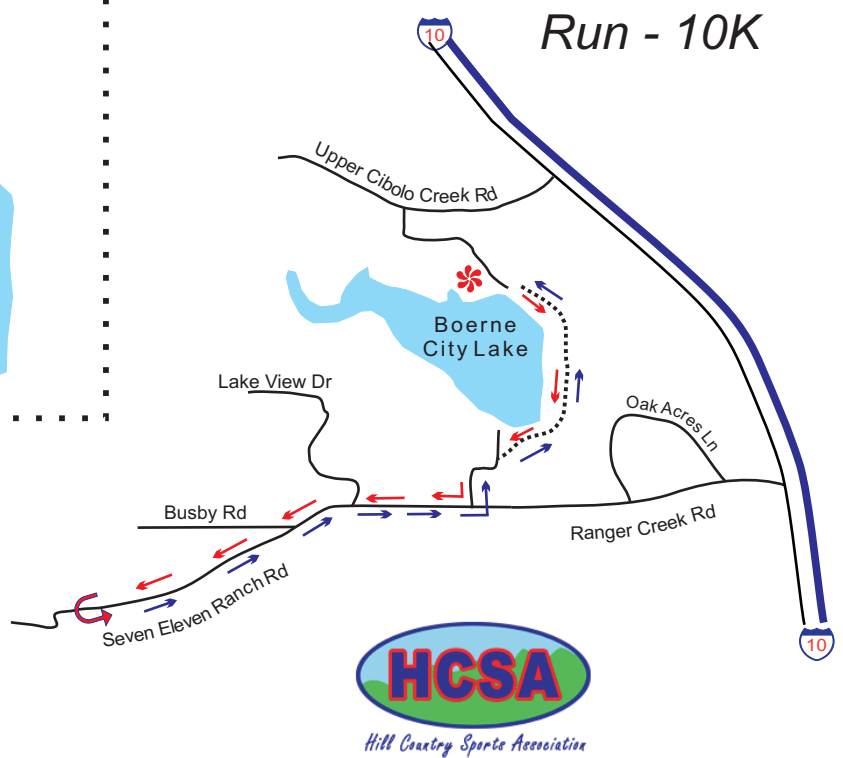 Run - 10K
10
Upper Cibolo Creek Rd
Boerne
City Lake
Lake View Dr
Oak Acres Ln
Busby Rd
Ranger Creek Rd
Seven Eleven Ranch Rd
10
HCSA
Hill Country Sports Association